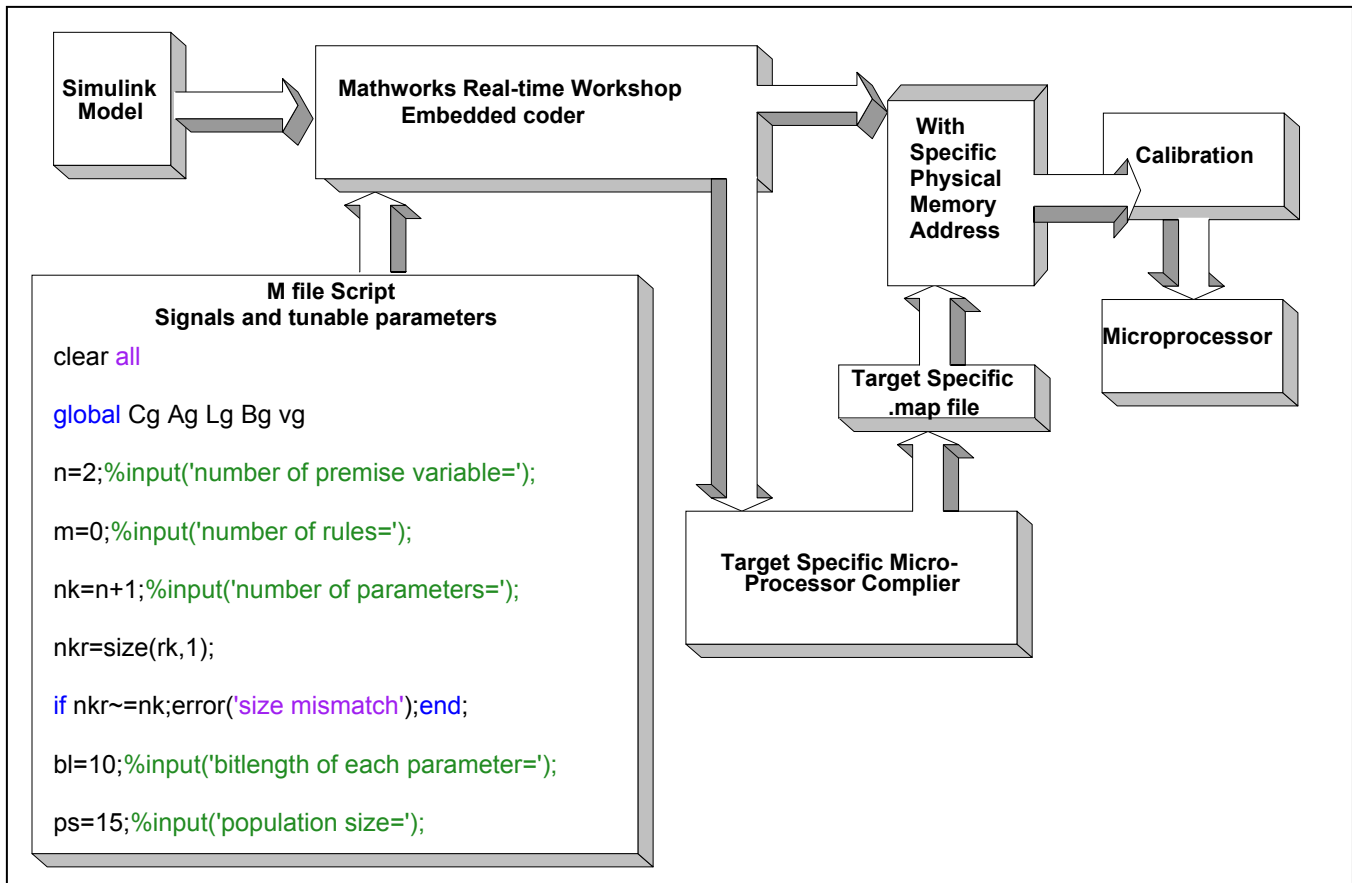 Simulink
Model
Mathworks Real-time Workshop
Embedded coder
With
Specific
Physical
Memory
Address
Calibration
Microprocessor
M file Script
Signals and tunable parameters
clear all
global Cg Ag Lg Bg vg
n=2;%input('number of premise variable=');
m=0;%input('number of rules=');
nk=n+1;%input('number of parameters=');
nkr=size(rk,1);
if nkr~=nk;error('size mismatch');end;
bl=10;%input('bitlength of each parameter=');
ps=15;%input('population size=');
Target Specific
.map file
Target Specific Micro-
Processor Complier